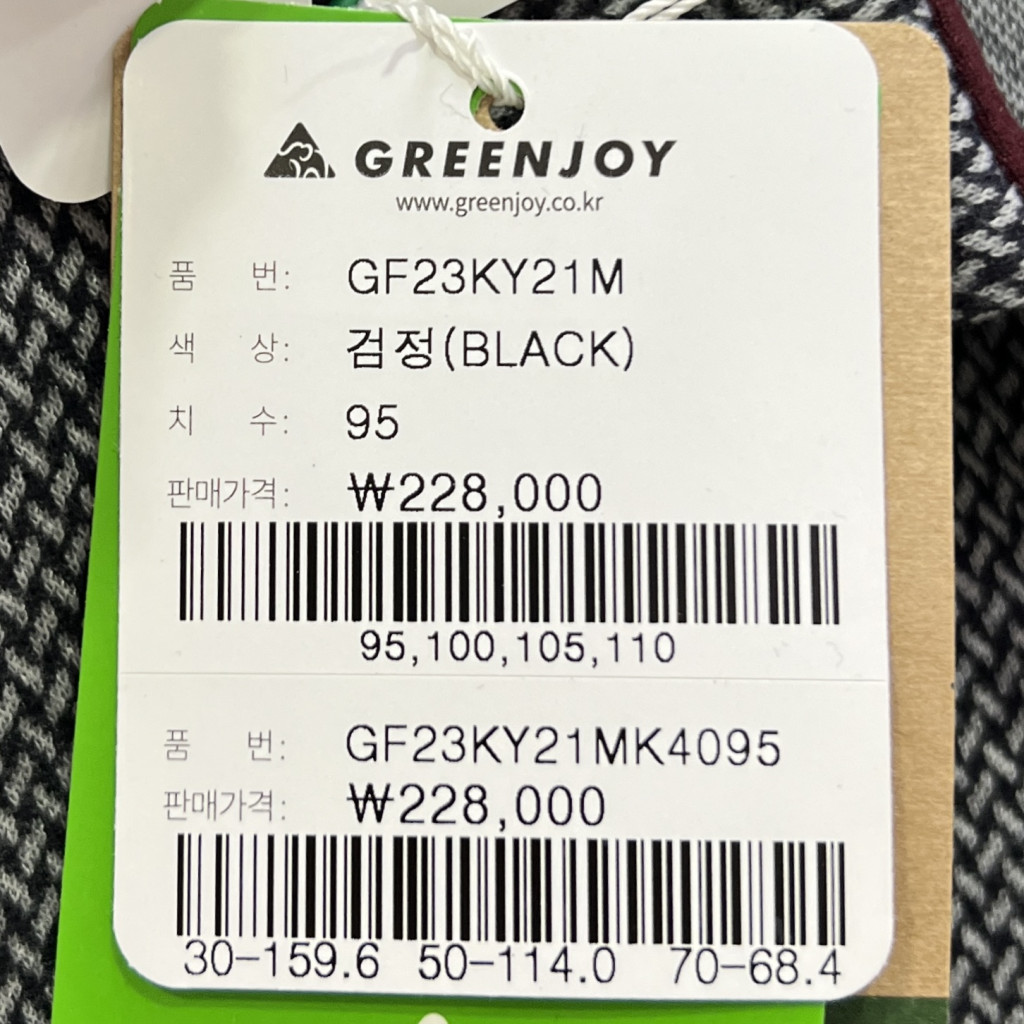 GREENJOY
www.greenjoy.co.kr
품 번: GF23KY21M
색 상: 검정(BLACK)
치 수: 95
판매가격: ₩228,000
95,100,105,110
품 번: GF23KY21MK4095
판매가격: ₩228,000
30-159.6 50-114.0 70-68.4